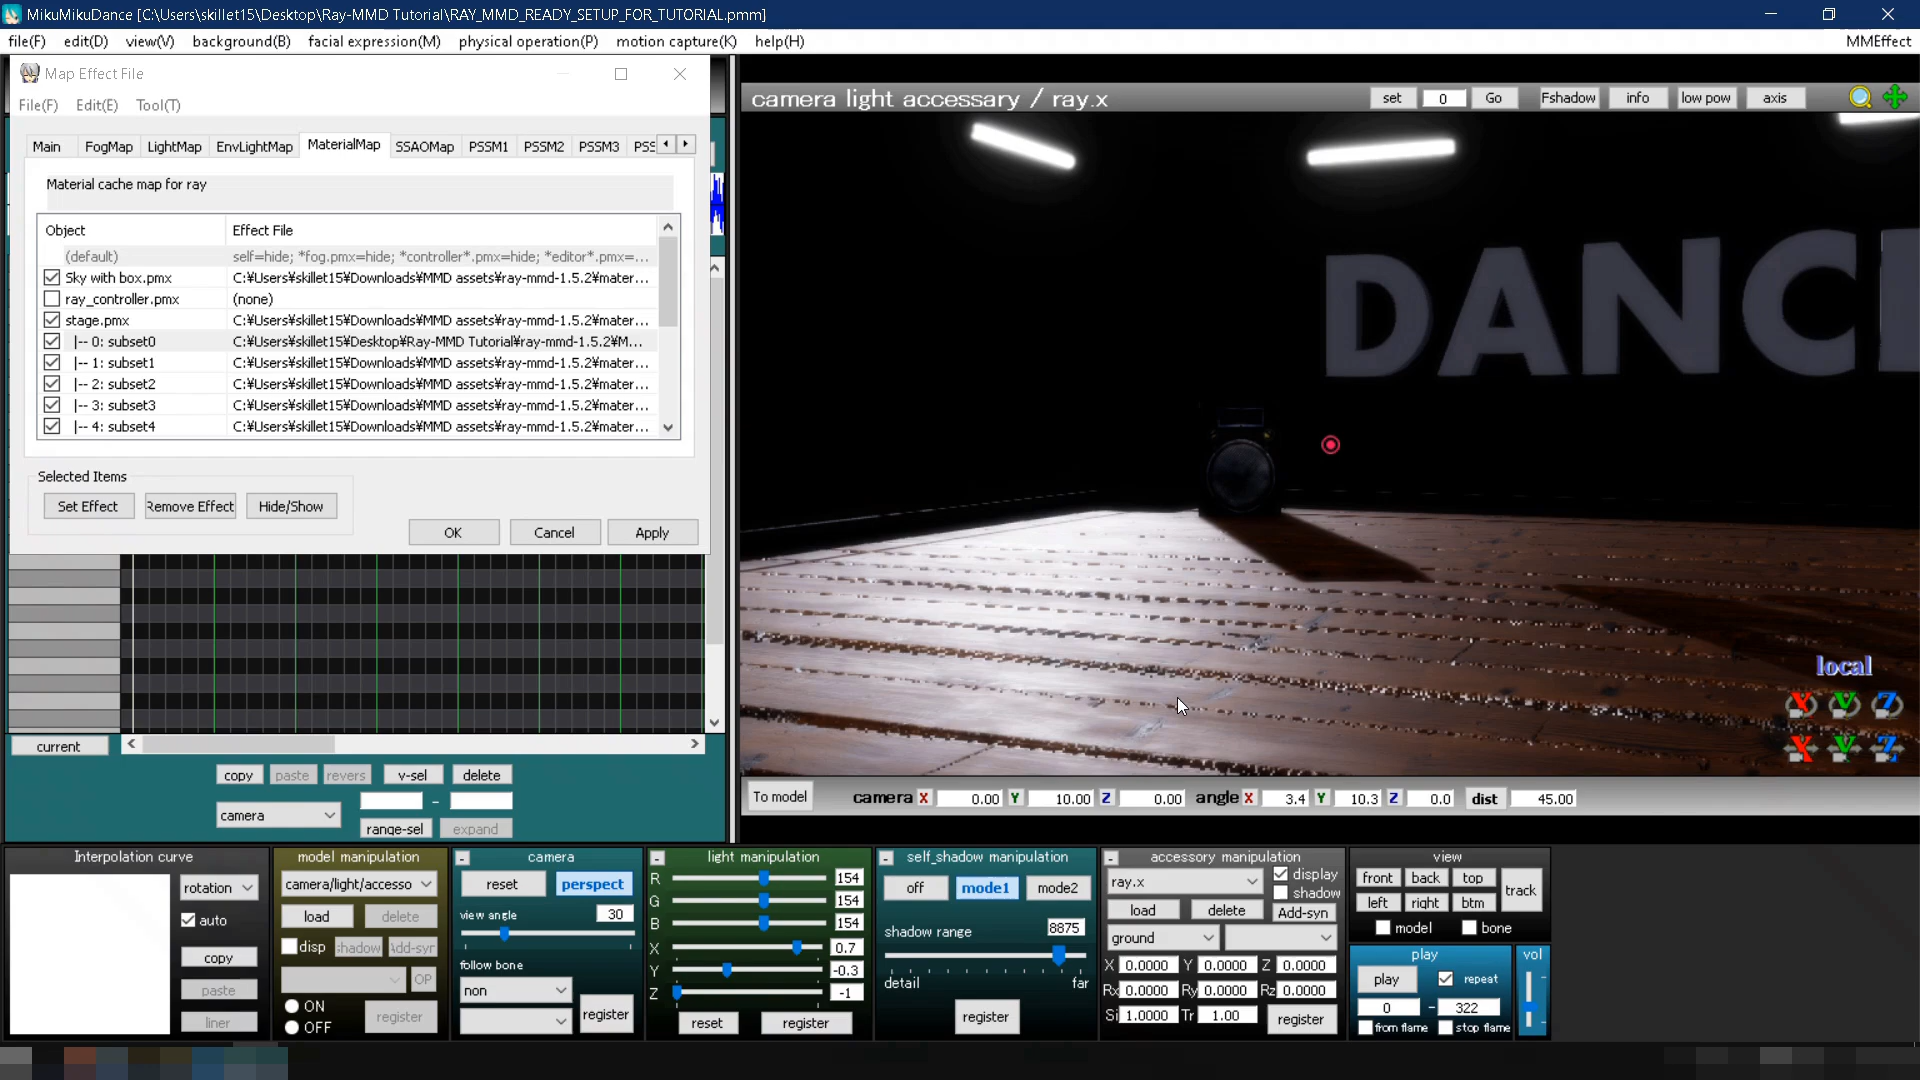 MikuMikuDance [C:\Users\skillet15\Desktop\Ray-MMD Tutorial\RAY_MMD_READY_SETUP_FOR_TUTORIAL.pmm]
file(F) edit(D) view(V) background(B) facial expression(M) physical operation(P) motion capture(K) help(H) MMEffect
Map Effect File
File(F) Edit(E) Tool(T)
Main FogMap LightMap EnvLightMap MaterialMap SSAOMap PSSM1 PSSM2 PSSM3 PSS
Material cache map for ray
Object Effect File
(default) self=hide; *fog.pmx=hide; *controller*.pmx=hide; *editor*.pmx=...
Sky with box.pmx C:¥Users¥skillet15¥Downloads¥MMD assets¥ray-mmd-1.5.2¥mater...
ray_controller.pmx (none)
stage.pmx C:¥Users¥skillet15¥Downloads¥MMD assets¥ray-mmd-1.5.2¥mater...
|-- 0: subset0 C:¥Users¥skillet15¥Desktop¥Ray-MMD Tutorial¥ray-mmd-1.5.2¥M...
|-- 1: subset1 C:¥Users¥skillet15¥Downloads¥MMD assets¥ray-mmd-1.5.2¥mater...
|-- 2: subset2 C:¥Users¥skillet15¥Downloads¥MMD assets¥ray-mmd-1.5.2¥mater...
|-- 3: subset3 C:¥Users¥skillet15¥Downloads¥MMD assets¥ray-mmd-1.5.2¥mater...
|-- 4: subset4 C:¥Users¥skillet15¥Downloads¥MMD assets¥ray-mmd-1.5.2¥mater...
Selected Items
Set Effect Remove Effect Hide/Show
OK Cancel Apply
camera light accessary / ray.x set 0 Go Fshadow info low pow axis
DANCE
local
X Y Z
X Y Z
current
copy paste revers v-sel delete
camera -
range-sel expand
To model camera X 0.00 Y 10.00 Z 0.00 angle X 3.4 Y 10.3 Z 0.0 dist 45.00
Interpolation curve
rotation
auto
copy
paste
liner
model manipulation
camera/light/accesso
load delete
disp shadow Add-syn
OP
ON
OFF
register
- camera
reset perspect
view angle 30
follow bone
non
register
- light manipulation
R 154
G 154
B 154
X 0.7
Y -0.3
Z -1
reset register
- self_shadow manipulation
off mode1 mode2
shadow range 8875
detail far
register
- accessory manipulation
ray.x display
shadow
load delete Add-syn
ground
X 0.0000 Y 0.0000 Z 0.0000
Rx 0.0000 Ry 0.0000 Rz 0.0000
Si 1.0000 Tr 1.00 register
view
front back top track
left right btm
model bone
play
play repeat
0 - 322
from flame stop flame
vol